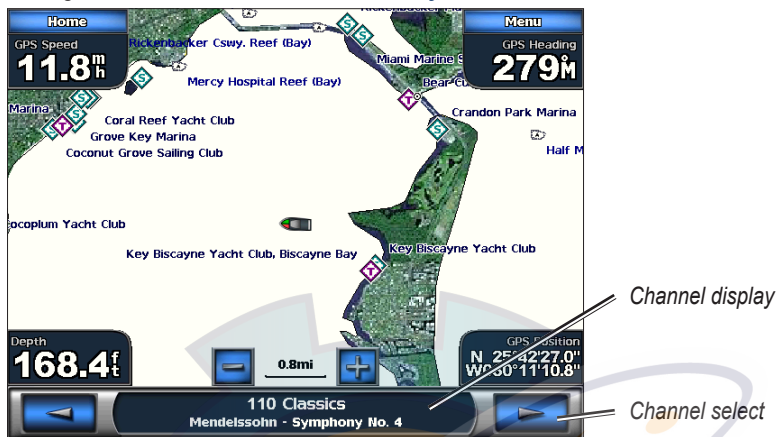 Home
Menu
GPS Speed
11.8 m h
GPS Heading
279°M
Rickenbacker Cswy. Reef (Bay)
Miami Marine S
Mercy Hospital Reef (Bay)
Marina
Coral Reef Yacht Club
Crandon Park Marina
Grove Key Marina
Coconut Grove Sailing Club
Half M
ocoplum Yacht Club
Key Biscayne Yacht Club, Biscayne Bay
Key Biscayne Yacht Club
Channel display
Depth
168.4 f t
0.8mi
GPS Position
N 25°42'27.0"
W080°11'10.8"
110 Classics
Mendelssohn - Symphony No. 4
Channel select